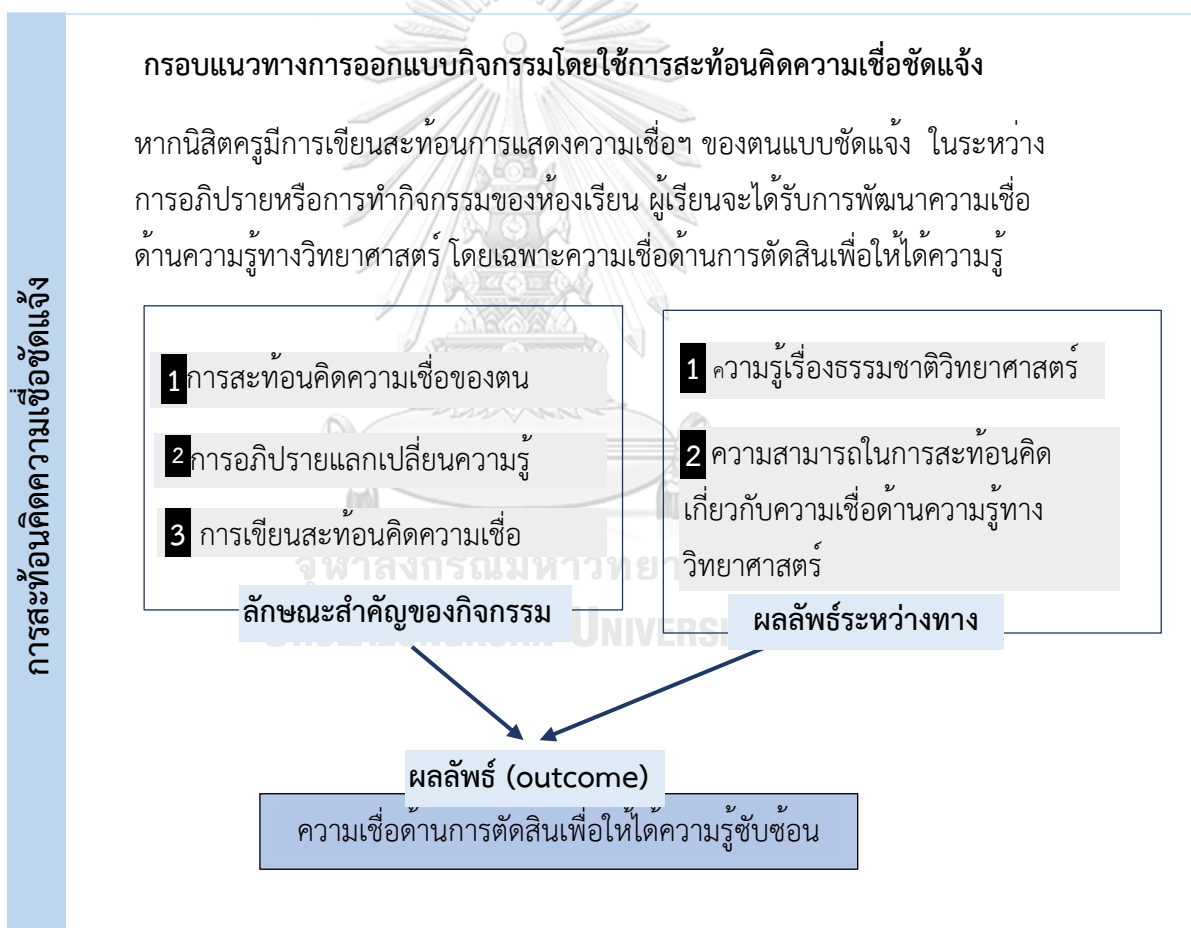 การสะท้อนคิดความเชื่อชัดแจ้ง
กรอบแนวทางการออกแบบกิจกรรมโดยใช้การสะท้อนคิดความเชื่อชัดแจ้ง
หากนิสิตครูมีการเขียนสะท้อนการแสดงความเชื่อฯ ของตนแบบชัดแจ้ง ในระหว่าง
การอภิปรายหรือการทำกิจกรรมของห้องเรียน ผู้เรียนจะได้รับการพัฒนาความเชื่อ
ด้านความรู้ทางวิทยาศาสตร์ โดยเฉพาะความเชื่อด้านการตัดสินเพื่อให้ได้ความรู้
1 การสะท้อนคิดความเชื่อของตน
2 การอภิปรายแลกเปลี่ยนความรู้
3 การเขียนสะท้อนคิดความเชื่อ
ลักษณะสำคัญของกิจกรรม
1 ความรู้เรื่องธรรมชาติวิทยาศาสตร์
2 ความสามารถในการสะท้อนคิด
เกี่ยวกับความเชื่อด้านความรู้ทาง
วิทยาศาสตร์
ผลลัพธ์ระหว่างทาง
จุฬาลงกรณ์มหาวิทย
UNIVERS
ผลลัพธ์ (outcome)
ความเชื่อด้านการตัดสินเพื่อให้ได้ความรู้ซับซ้อน